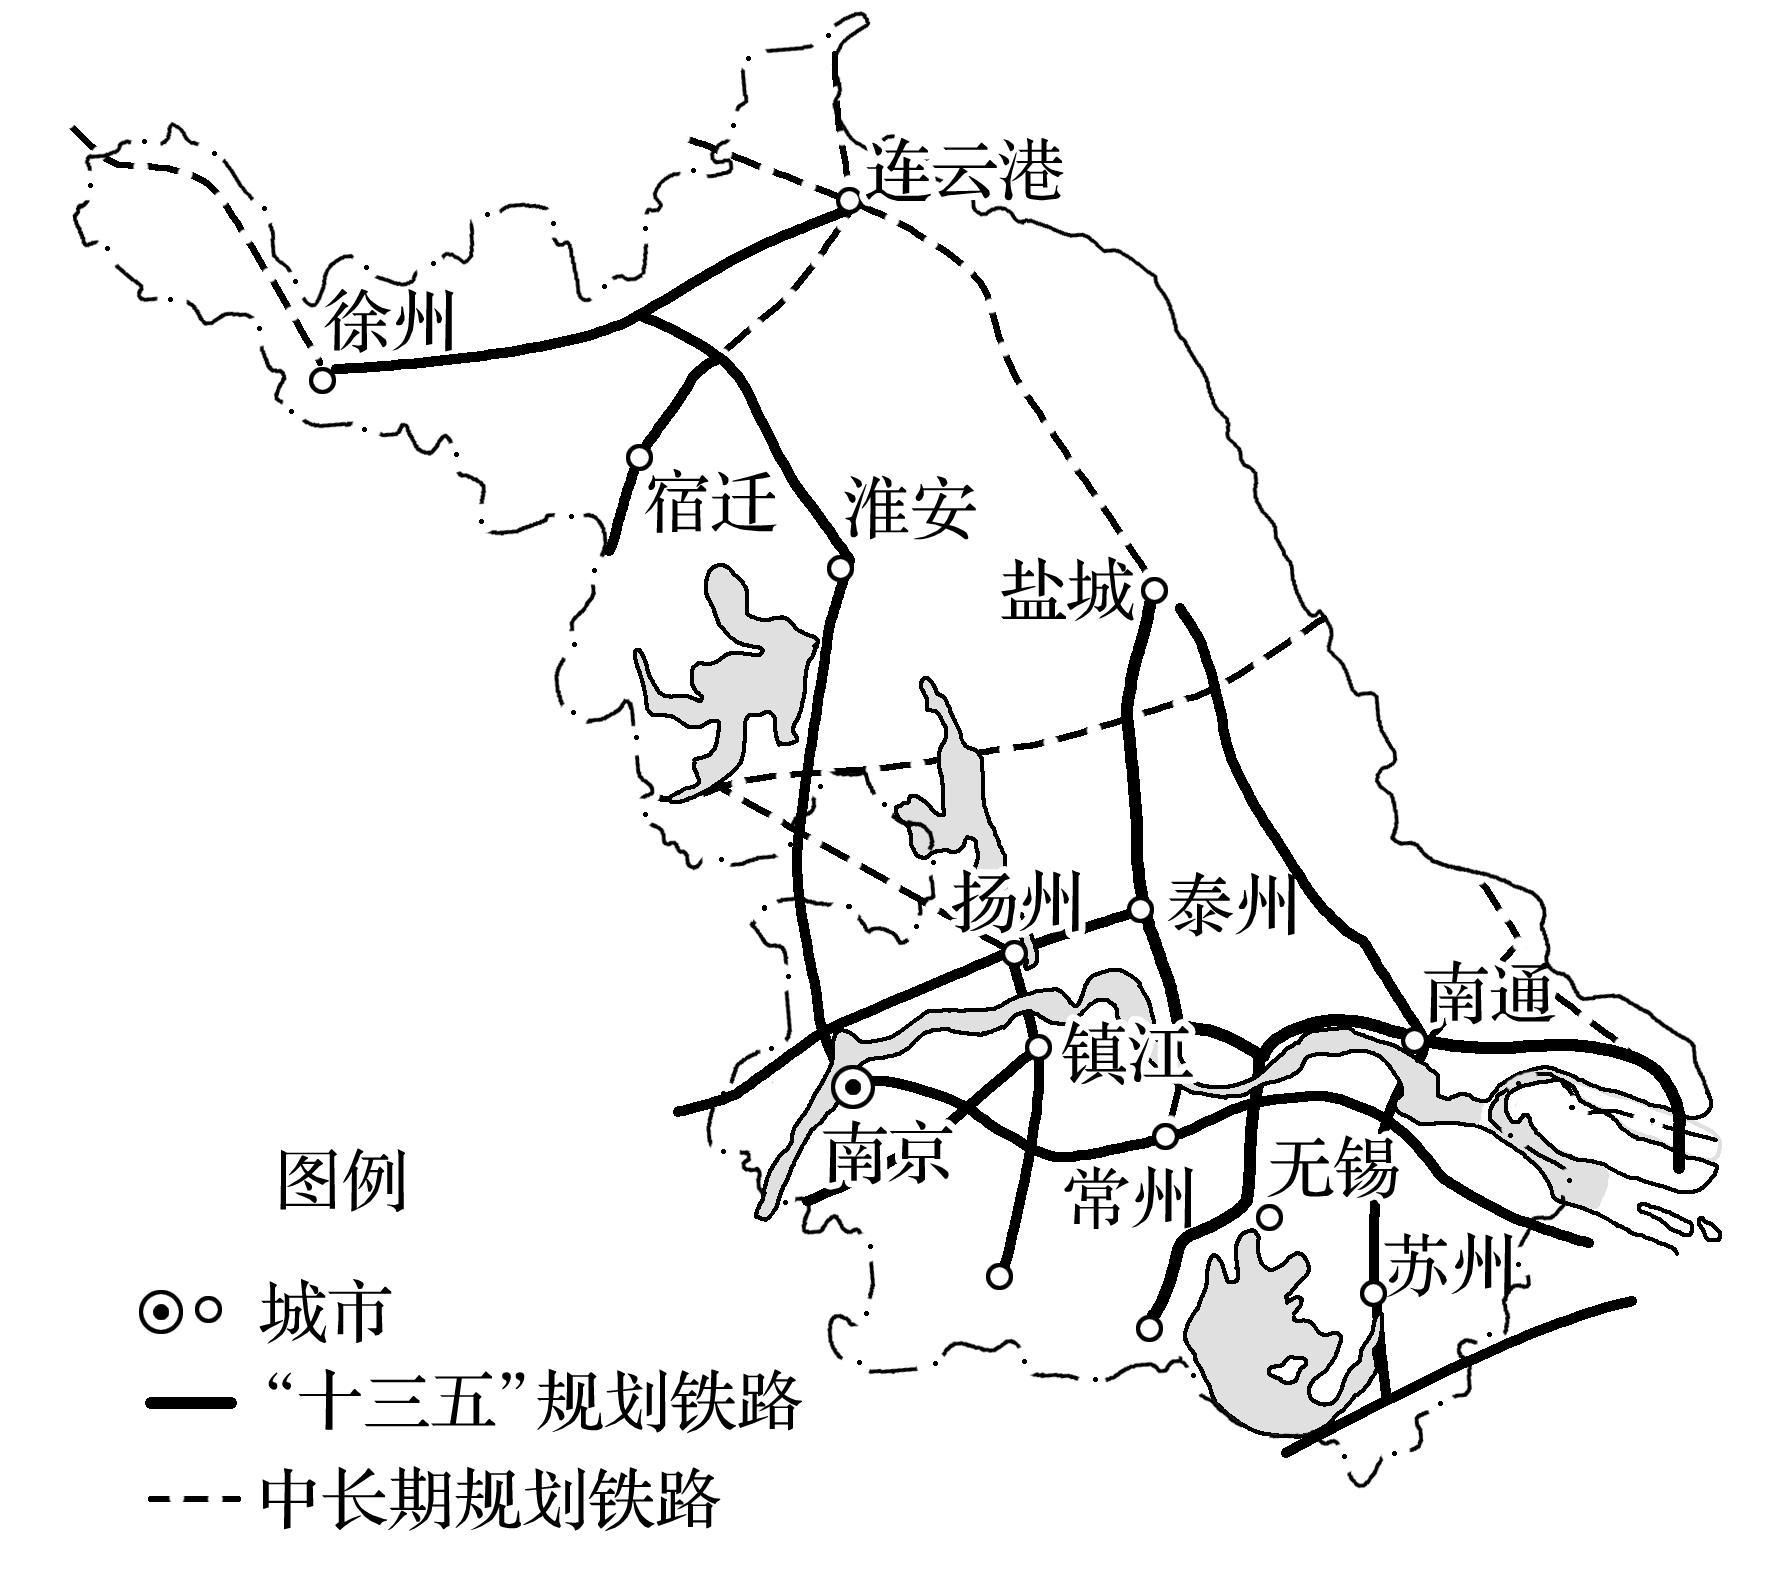 连云港
徐州
宿迁
淮安
盐城
扬州
泰州
南通
镇江
南京
常州
无锡
苏州
图例
城市
“十三五”规划铁路
中长期规划铁路